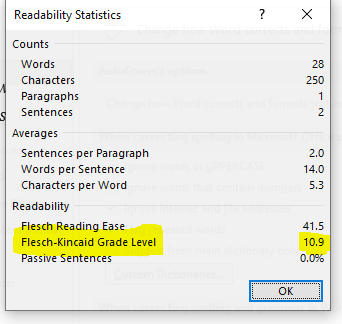 Readability Statistics ? ×
Counts
Words 28
Characters 250
Paragraphs 1
Sentences 2
Averages
Sentences per Paragraph 2.0
Words per Sentence 14.0
Characters per Word 5.3
Readability
Flesch Reading Ease 41.5
Flesch-Kincaid Grade Level 10.9
Passive Sentences 0.0%
OK